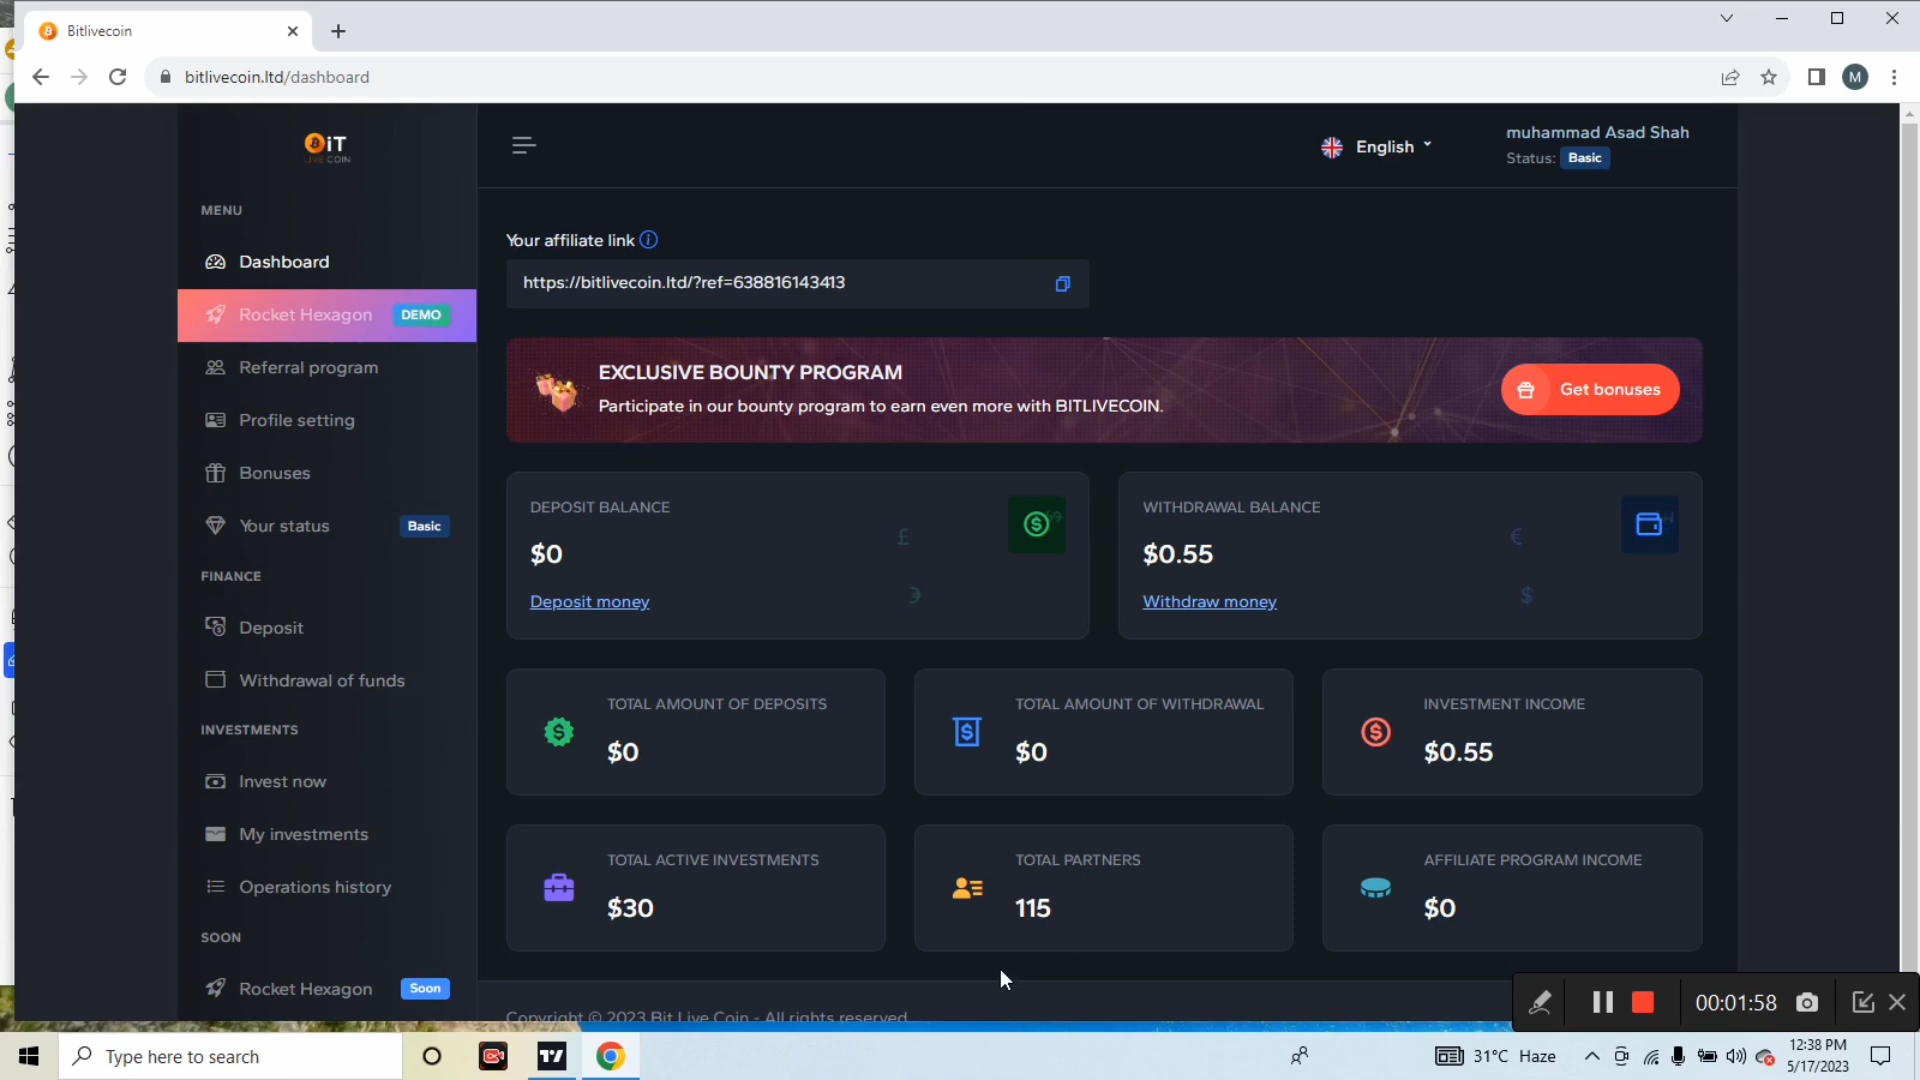 Bitlivecoin
bitlivecoin.ltd/dashboard
M
BiT
LIVE COIN
English
muhammad Asad Shah
Status: Basic
MENU
Dashboard
Rocket Hexagon DEMO
Referral program
Profile setting
Bonuses
Your status Basic
FINANCE
Deposit
Withdrawal of funds
INVESTMENTS
Invest now
My investments
Operations history
SOON
Rocket Hexagon Soon
Your affiliate link
https://bitlivecoin.ltd/?ref=638816143413
EXCLUSIVE BOUNTY PROGRAM
Participate in our bounty program to earn even more with BITLIVECOIN.
Get bonuses
DEPOSIT BALANCE
$0
Deposit money
WITHDRAWAL BALANCE
$0.55
Withdraw money
TOTAL AMOUNT OF DEPOSITS
$0
TOTAL AMOUNT OF WITHDRAWAL
$0
INVESTMENT INCOME
$0.55
TOTAL ACTIVE INVESTMENTS
$30
TOTAL PARTNERS
115
AFFILIATE PROGRAM INCOME
$0
Copyright © 2023 Bit Live Coin - All rights reserved
00:01:58
Type here to search
31°C Haze
12:38 PM
5/17/2023